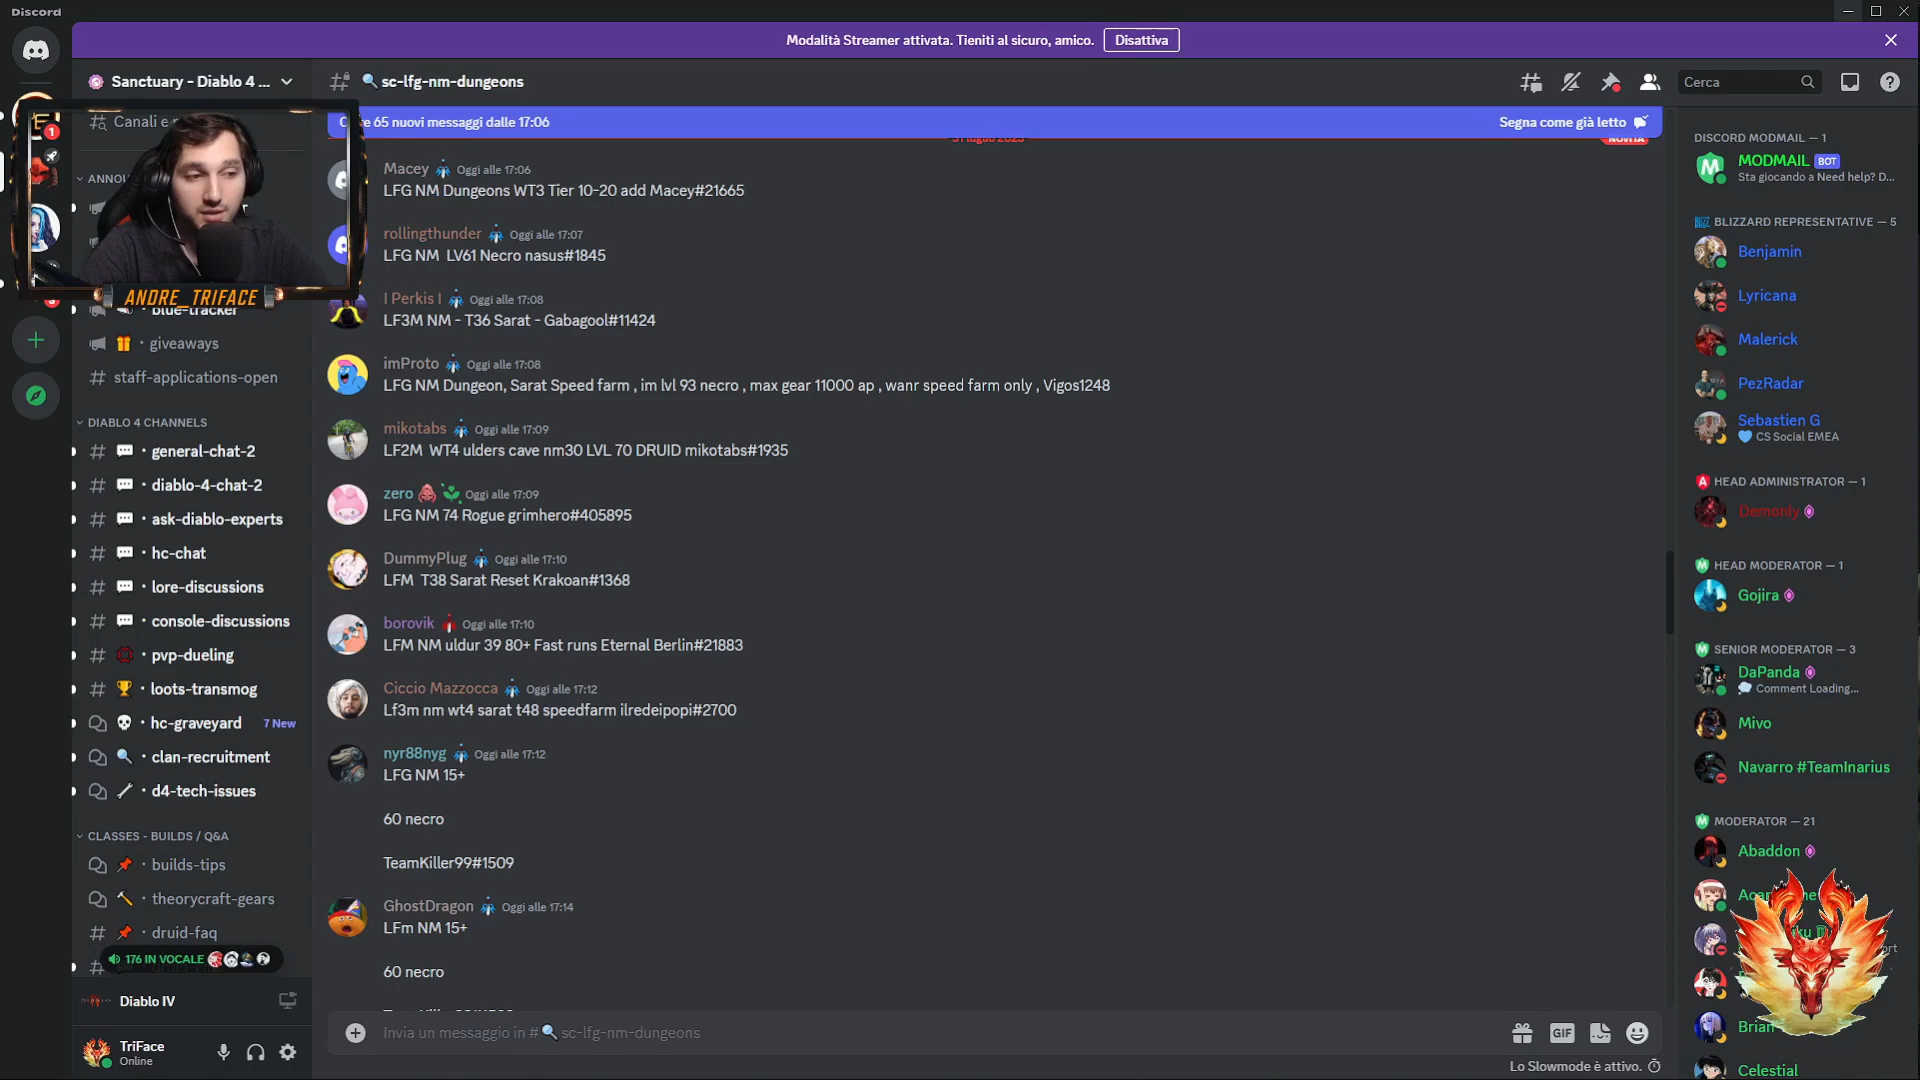 Discord
Modalità Streamer attivata. Tieniti al sicuro, amico. Disattiva
Sanctuary - Diablo 4 ...
sc-lfg-nm-dungeons
Cerca
Canali e
65 nuovi messaggi dalle 17:06
Segna come già letto
NOVITÀ
1
ANDRE_TRIFACE
blue-tracker
giveaways
staff-applications-open
DIABLO 4 CHANNELS
general-chat-2
diablo-4-chat-2
ask-diablo-experts
hc-chat
lore-discussions
console-discussions
pvp-dueling
loots-transmog
hc-graveyard 7 New
clan-recruitment
d4-tech-issues
CLASSES - BUILDS / Q&A
builds-tips
theorycraft-gears
druid-faq
176 IN VOCALE
Diablo IV
TriFace
Online
Macey Oggi alle 17:06
LFG NM Dungeons WT3 Tier 10-20 add Macey#21665
rollingthunder Oggi alle 17:07
LFG NM LV61 Necro nasus#1845
I Perkis I Oggi alle 17:08
LF3M NM - T36 Sarat - Gabagool#11424
imProto Oggi alle 17:08
LFG NM Dungeon, Sarat Speed farm , im lvl 93 necro , max gear 11000 ap , wanr speed farm only , Vigos1248
mikotabs Oggi alle 17:09
LF2M WT4 ulders cave nm30 LVL 70 DRUID mikotabs#1935
zero Oggi alle 17:09
LFG NM 74 Rogue grimhero#405895
DummyPlug Oggi alle 17:10
LFM T38 Sarat Reset Krakoan#1368
borovik Oggi alle 17:10
LFM NM uldur 39 80+ Fast runs Eternal Berlin#21883
Ciccio Mazzocca Oggi alle 17:12
Lf3m nm wt4 sarat t48 speedfarm ilredeipopi#2700
nyr88nyg Oggi alle 17:12
LFG NM 15+
60 necro
TeamKiller99#1509
GhostDragon Oggi alle 17:14
LFm NM 15+
60 necro
Invia un messaggio in # sc-lfg-nm-dungeons
GIF
Lo Slowmode è attivo.
DISCORD MODMAIL — 1
MODMAIL BOT
Sta giocando a Need help? D...
BLIZZARD REPRESENTATIVE — 5
Benjamin
Lyricana
Malerick
PezRadar
Sebastien G
CS Social EMEA
HEAD ADMINISTRATOR — 1
Demonly
HEAD MODERATOR — 1
Gojira
SENIOR MODERATOR — 3
DaPanda
Comment Loading...
Mivo
Navarro #TeamInarius
MODERATOR — 21
Abaddon
Brian
Celestial